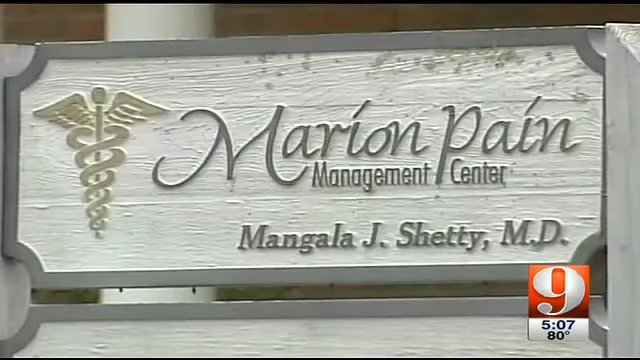 Marion Pain
Management Center
Mangala J. Shetty, M.D.
9
5:07
80°